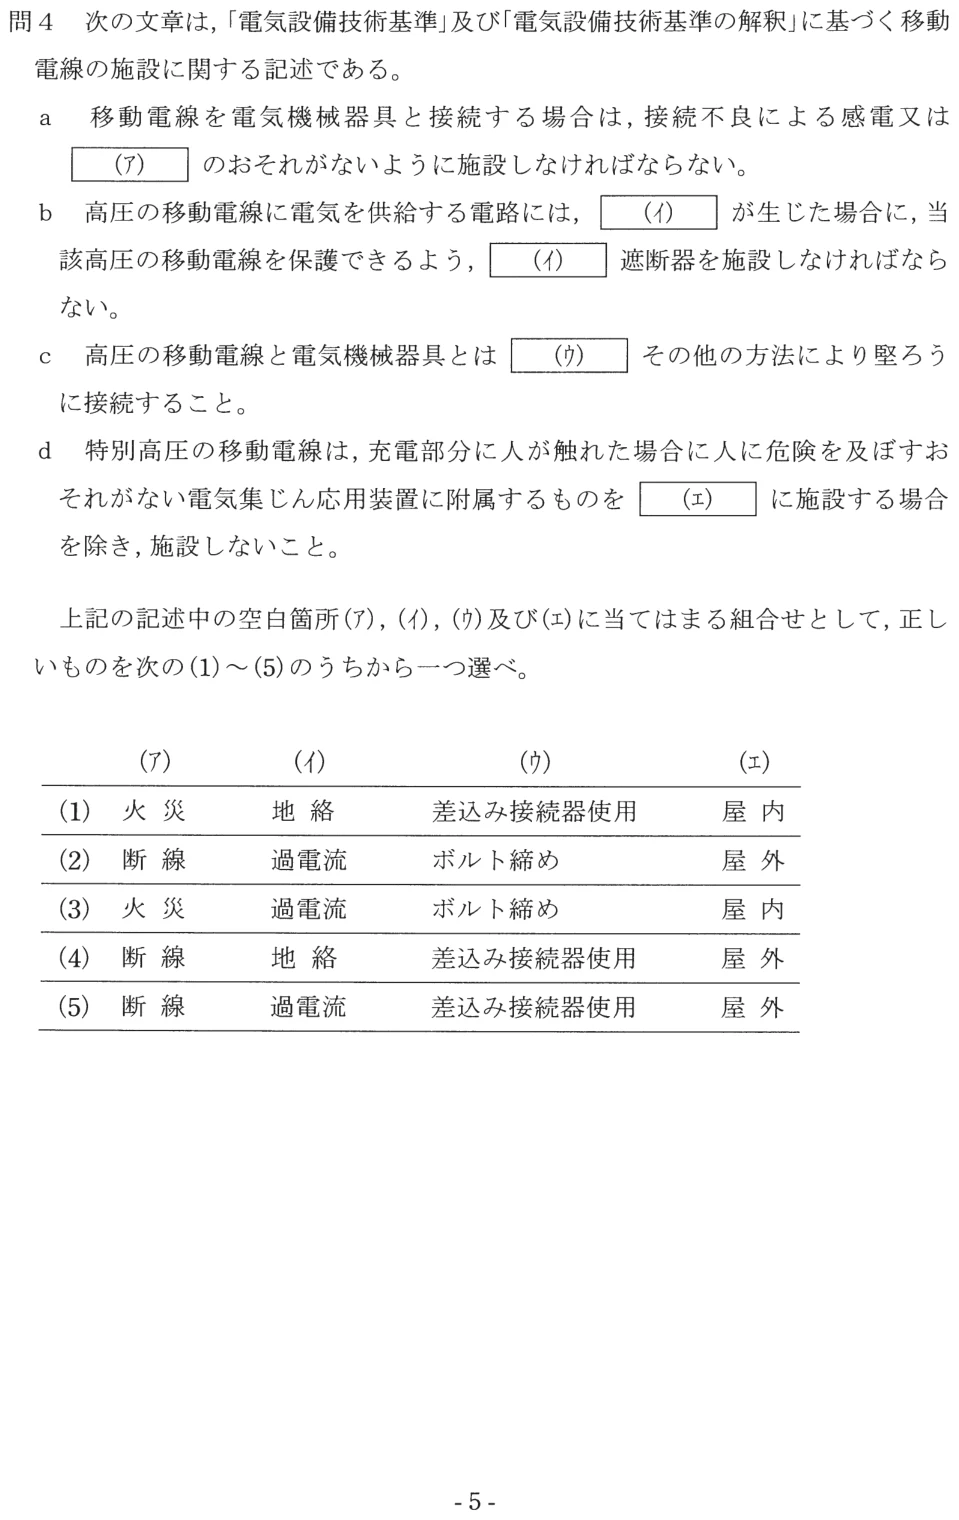 問４　次の文章は,「電気設備技術基準」及び「電気設備技術基準の解釈」に基づく移動
電線の施設に関する記述である。
a　移動電線を電気機械器具と接続する場合は, 接続不良による感電又は
(ｱ) のおそれがないように施設しなければならない。
b　高圧の移動電線に電気を供給する電路には, (ｲ) が生じた場合に, 当
該高圧の移動電線を保護できるよう, (ｲ) 遮断器を施設しなければなら
ない。
c　高圧の移動電線と電気機械器具とは (ｳ) その他の方法により堅ろう
に接続すること。
d　特別高圧の移動電線は, 充電部分に人が触れた場合に人に危険を及ぼすお
それがない電気集じん応用装置に附属するものを (ｴ) に施設する場合
を除き, 施設しないこと。
上記の記述中の空白箇所(ｱ), (ｲ), (ｳ)及び(ｴ)に当てはまる組合せとして, 正し
いものを次の(1)～(5)のうちから一つ選べ。
(ｱ)　(ｲ)　(ｳ)　(ｴ)
(1)　火 災　地 絡　差込み接続器使用　屋 内
(2)　断 線　過電流　ボルト締め　屋 外
(3)　火 災　過電流　ボルト締め　屋 内
(4)　断 線　地 絡　差込み接続器使用　屋 外
(5)　断 線　過電流　差込み接続器使用　屋 外
- 5 -